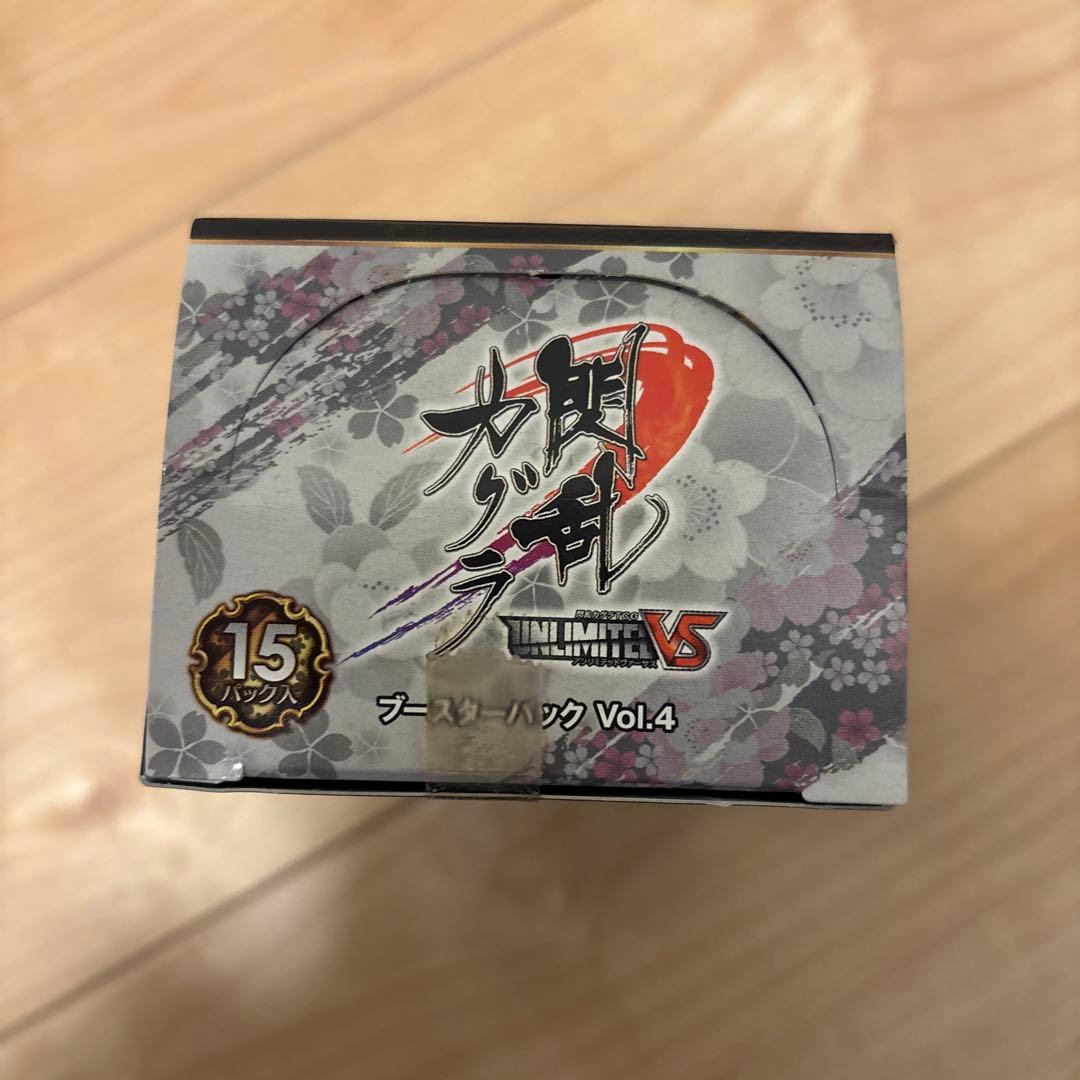 閃乱
カグラ
閃乱カグラTCG
UNLIMITED VS
アンリミテッドヴァーサス
15
パック入
ブースターパック Vol.4